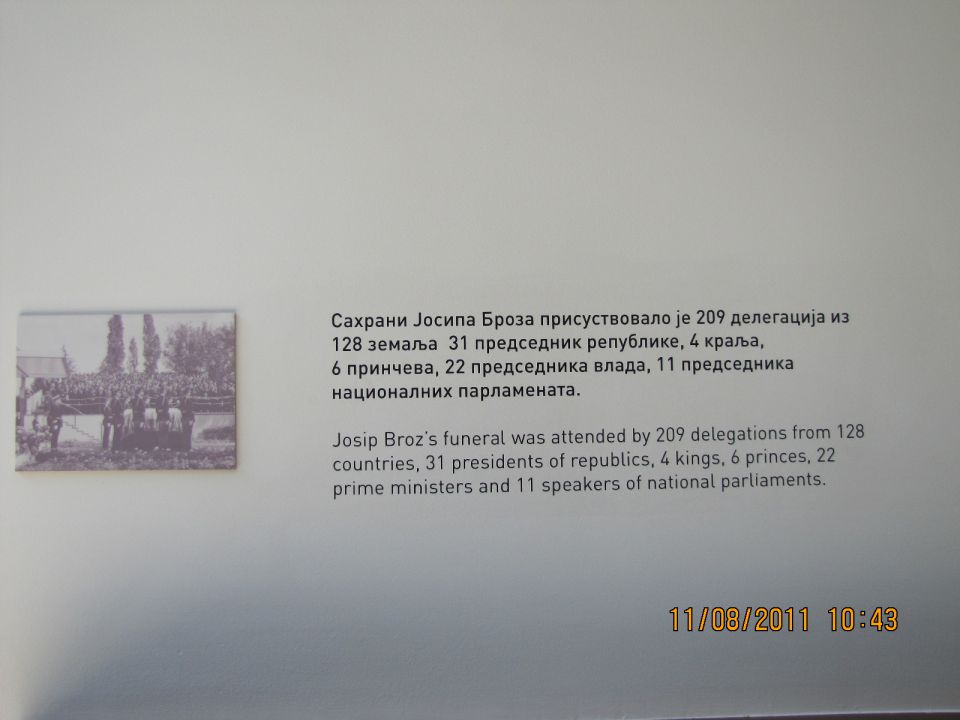 Сахрани Јосипа Броза присуствовало је 209 делегација из
128 земаља 31 председник републике, 4 краља,
6 принчева, 22 председника влада, 11 председника
националних парламената.
Josip Broz's funeral was attended by 209 delegations from 128
countries, 31 presidents of republics, 4 kings, 6 princes, 22
prime ministers and 11 speakers of national parliaments.
11/08/2011 10:43